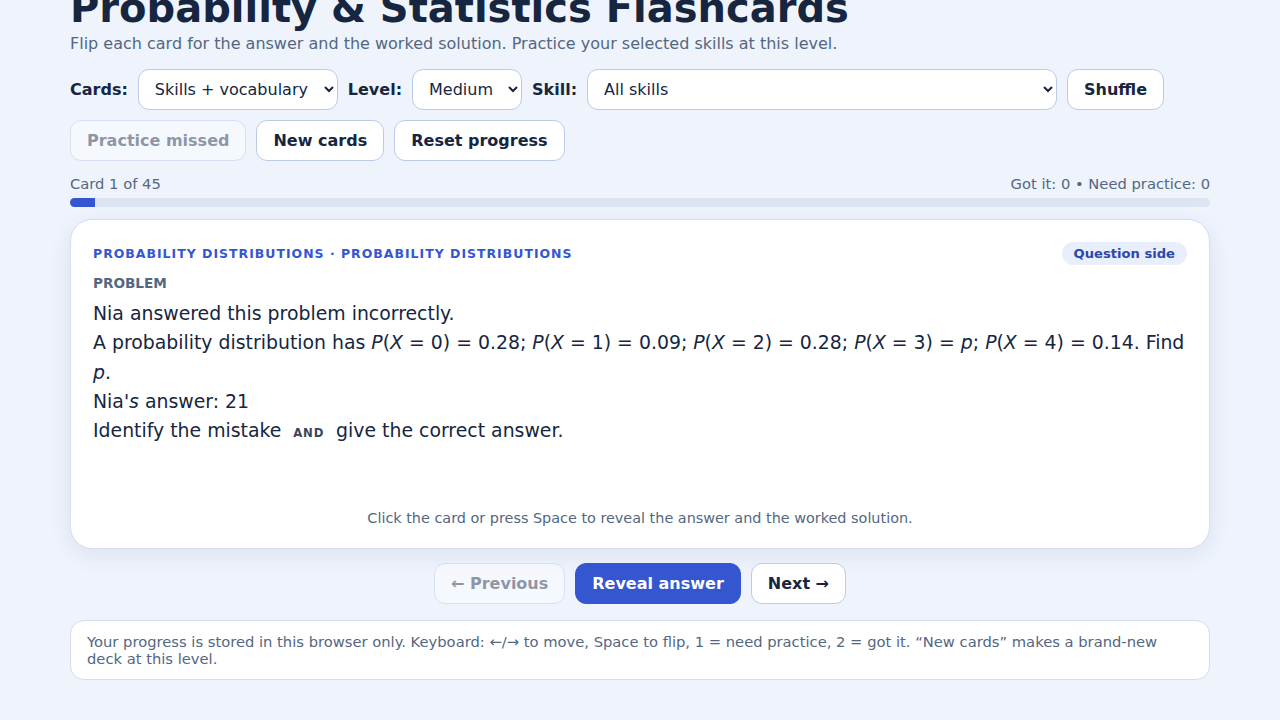 Probability & Statistics Flashcards
Flip each card for the answer and the worked solution. Practice your selected skills at this level.
Cards: Skills + vocabulary Level: Medium Skill: All skills Shuffle
Practice missed New cards Reset progress
Card 1 of 45 Got it: 0 • Need practice: 0
PROBABILITY DISTRIBUTIONS · PROBABILITY DISTRIBUTIONS Question side
PROBLEM
Nia answered this problem incorrectly.
A probability distribution has P(X = 0) = 0.28; P(X = 1) = 0.09; P(X = 2) = 0.28; P(X = 3) = p; P(X = 4) = 0.14. Find
p.
Nia's answer: 21
Identify the mistake AND give the correct answer.
Click the card or press Space to reveal the answer and the worked solution.
← Previous Reveal answer Next →
Your progress is stored in this browser only. Keyboard: ←/→ to move, Space to flip, 1 = need practice, 2 = got it. “New cards” makes a brand-new
deck at this level.